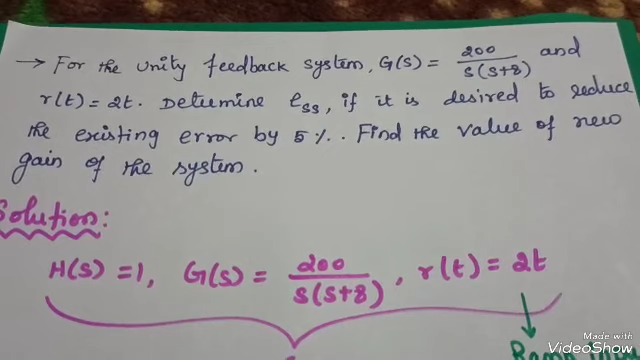 → For the unity feedback system, G(s) = 200 / s(s+8) and
r(t) = 2t. Determine ess, if it is desired to reduce
the existing error by 5%. Find the value of new
gain of the system.
Solution:
H(s) = 1, G(s) = 200 / s(s+8), r(t) = 2t
Made with
VideoShow